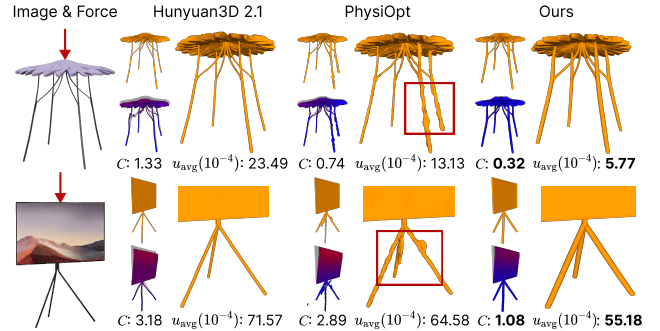 Image & Force Hunyuan3D 2.1 PhysiOpt Ours
C: 1.33 u_avg(10⁻⁴): 23.49 C: 0.74 u_avg(10⁻⁴): 13.13 C: 0.32 u_avg(10⁻⁴): 5.77
C: 3.18 u_avg(10⁻⁴): 71.57 C: 2.89 u_avg(10⁻⁴): 64.58 C: 1.08 u_avg(10⁻⁴): 55.18